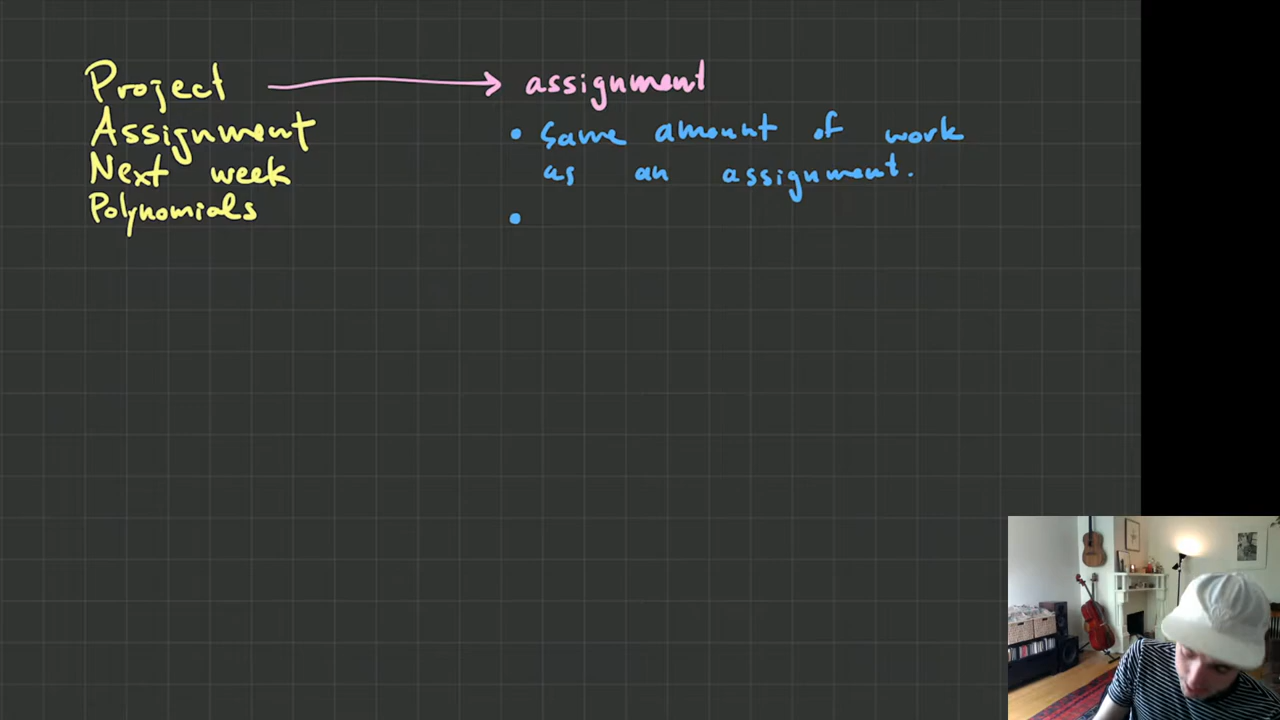 Project → assignment
Assignment
Next week
Polynomials
• Same amount of work
as an assignment.
•